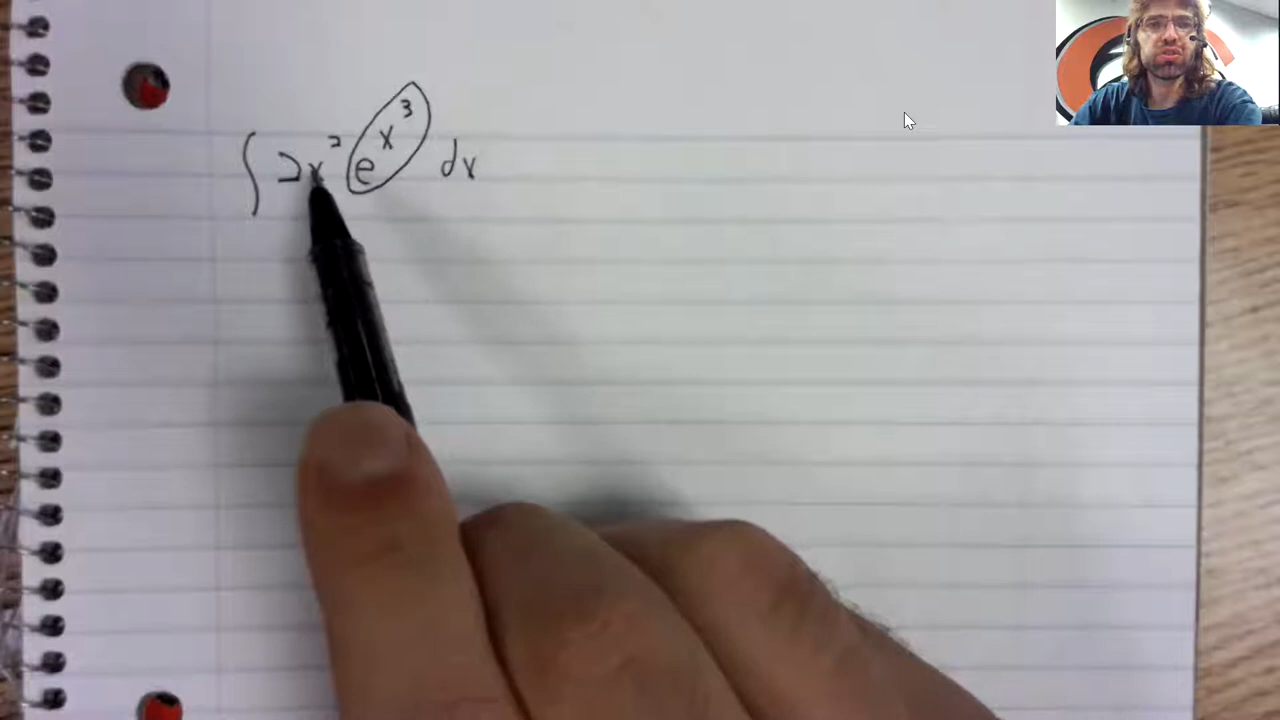 ∫ 2x² e^{x³} dx